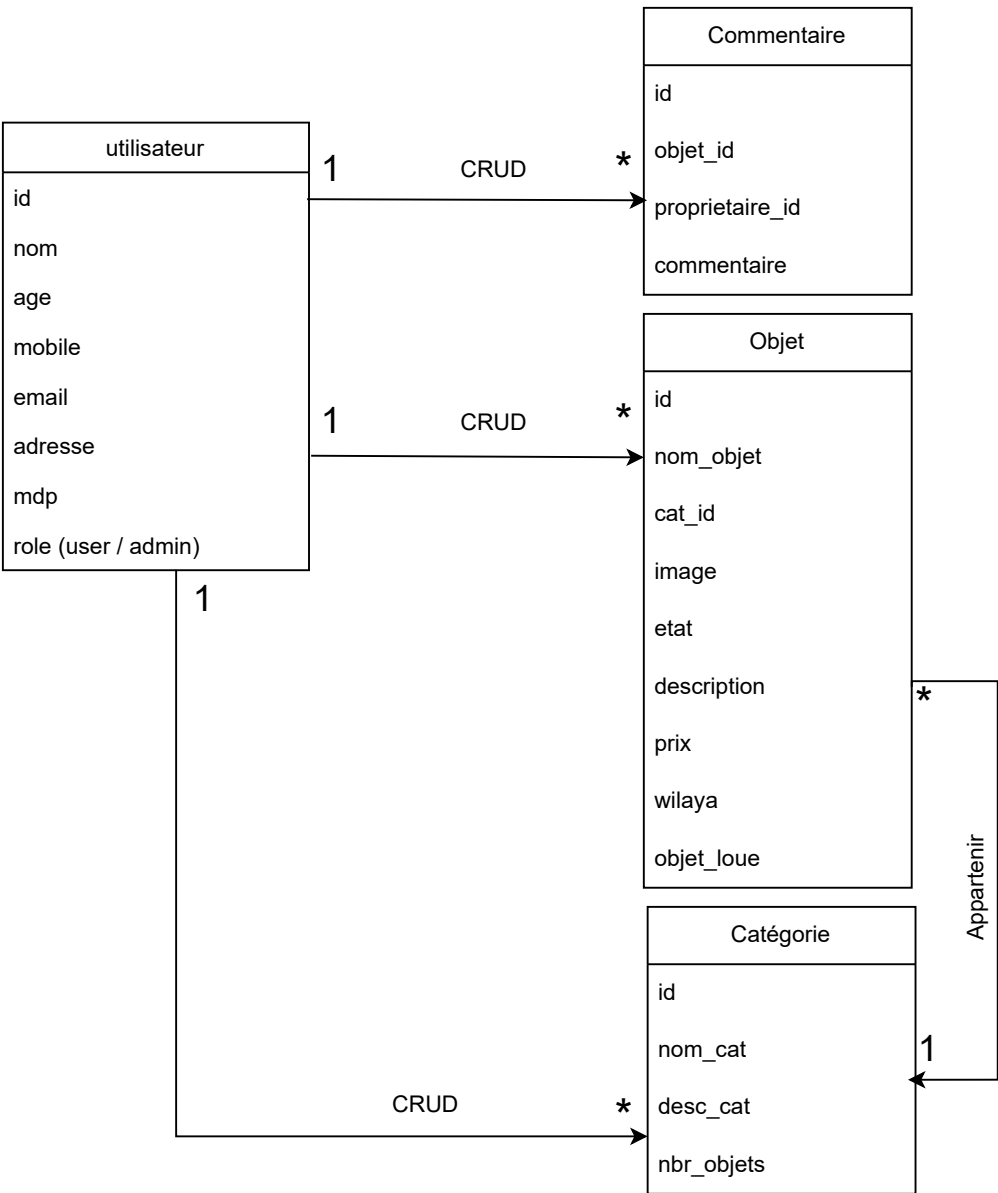 utilisateur
id
nom
age
mobile
email
adresse
mdp
role (user / admin)
1
CRUD
*
Commentaire
id
objet_id
proprietaire_id
commentaire
1
CRUD
*
Objet
id
nom_objet
cat_id
image
etat
description
prix
wilaya
objet_loue
*
Appartenir
1
1
CRUD
*
Catégorie
id
nom_cat
desc_cat
nbr_objets